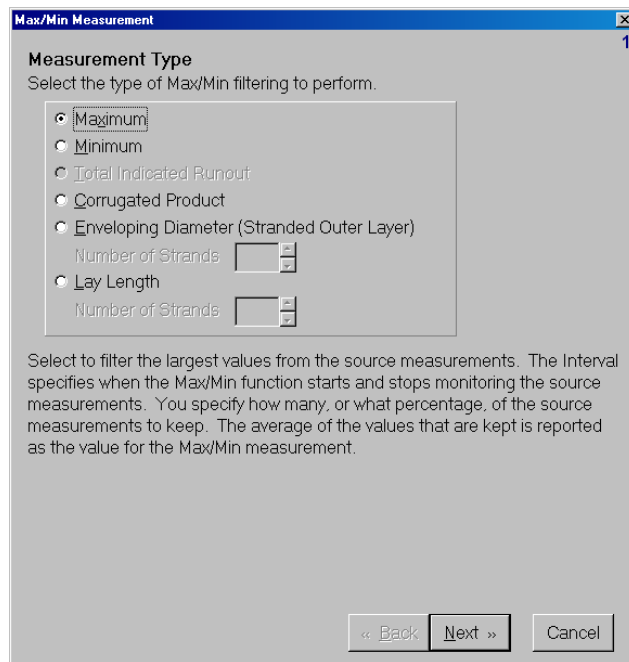 Max/Min Measurement
1
Measurement Type
Select the type of Max/Min filtering to perform.
Maximum
Minimum
Total Indicated Runout
Corrugated Product
Enveloping Diameter (Stranded Outer Layer)
Number of Strands
Lay Length
Number of Strands
Select to filter the largest values from the source measurements. The Interval
specifies when the Max/Min function starts and stops monitoring the source
measurements. You specify how many, or what percentage, of the source
measurements to keep. The average of the values that are kept is reported
as the value for the Max/Min measurement.
« Back Next » Cancel